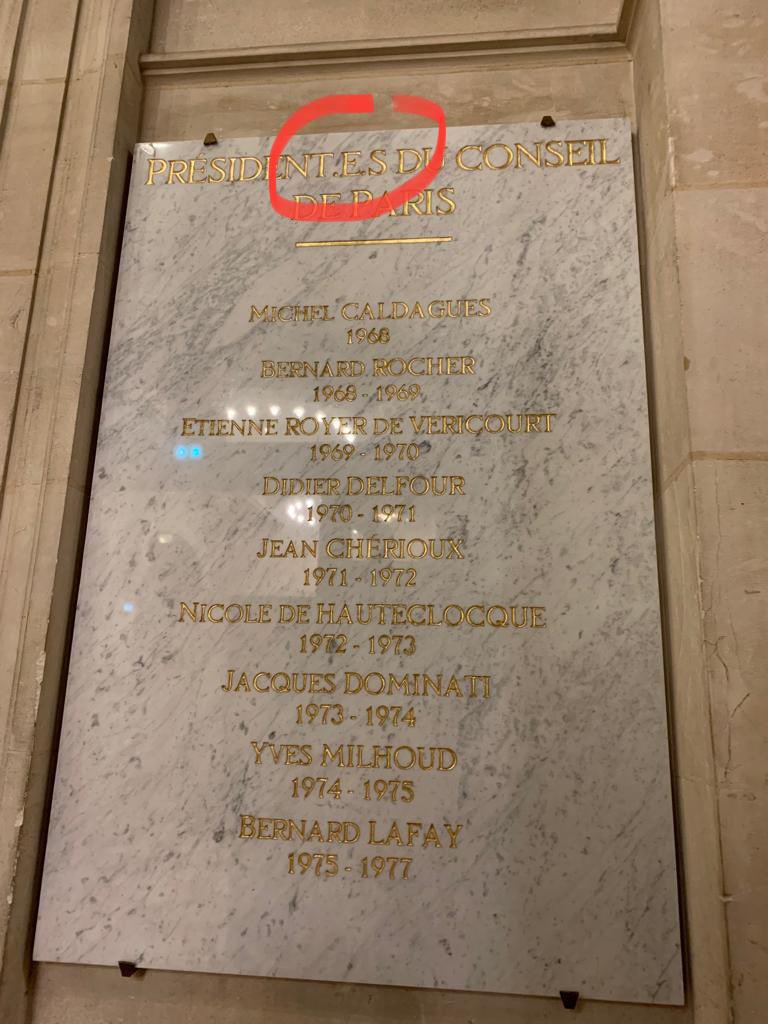 PRÉSIDENT.E.S DU CONSEIL
DE PARIS
MICHEL CALDAGUES
1968
BERNARD ROCHER
1968 - 1969
ETIENNE ROYER DE VÉRICOURT
1969 - 1970
DIDIER DELFOUR
1970 - 1971
JEAN CHÉRIOUX
1971 - 1972
NICOLE DE HAUTECLOCQUE
1972 - 1973
JACQUES DOMINATI
1973 - 1974
YVES MILHOUD
1974 - 1975
BERNARD LAFAY
1975 - 1977